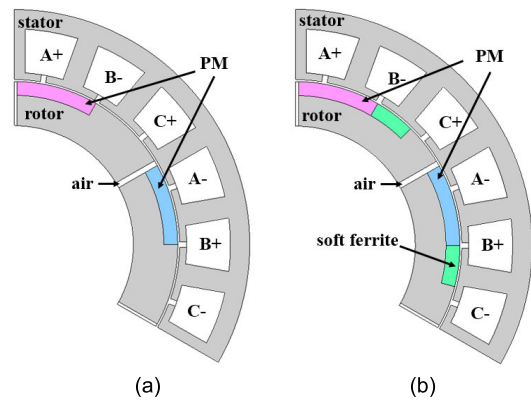 stator
A+
B-
PM
rotor
C+
air
A-
B+
C-
(a)
stator
A+
B-
PM
rotor
C+
air
A-
soft ferrite
B+
C-
(b)